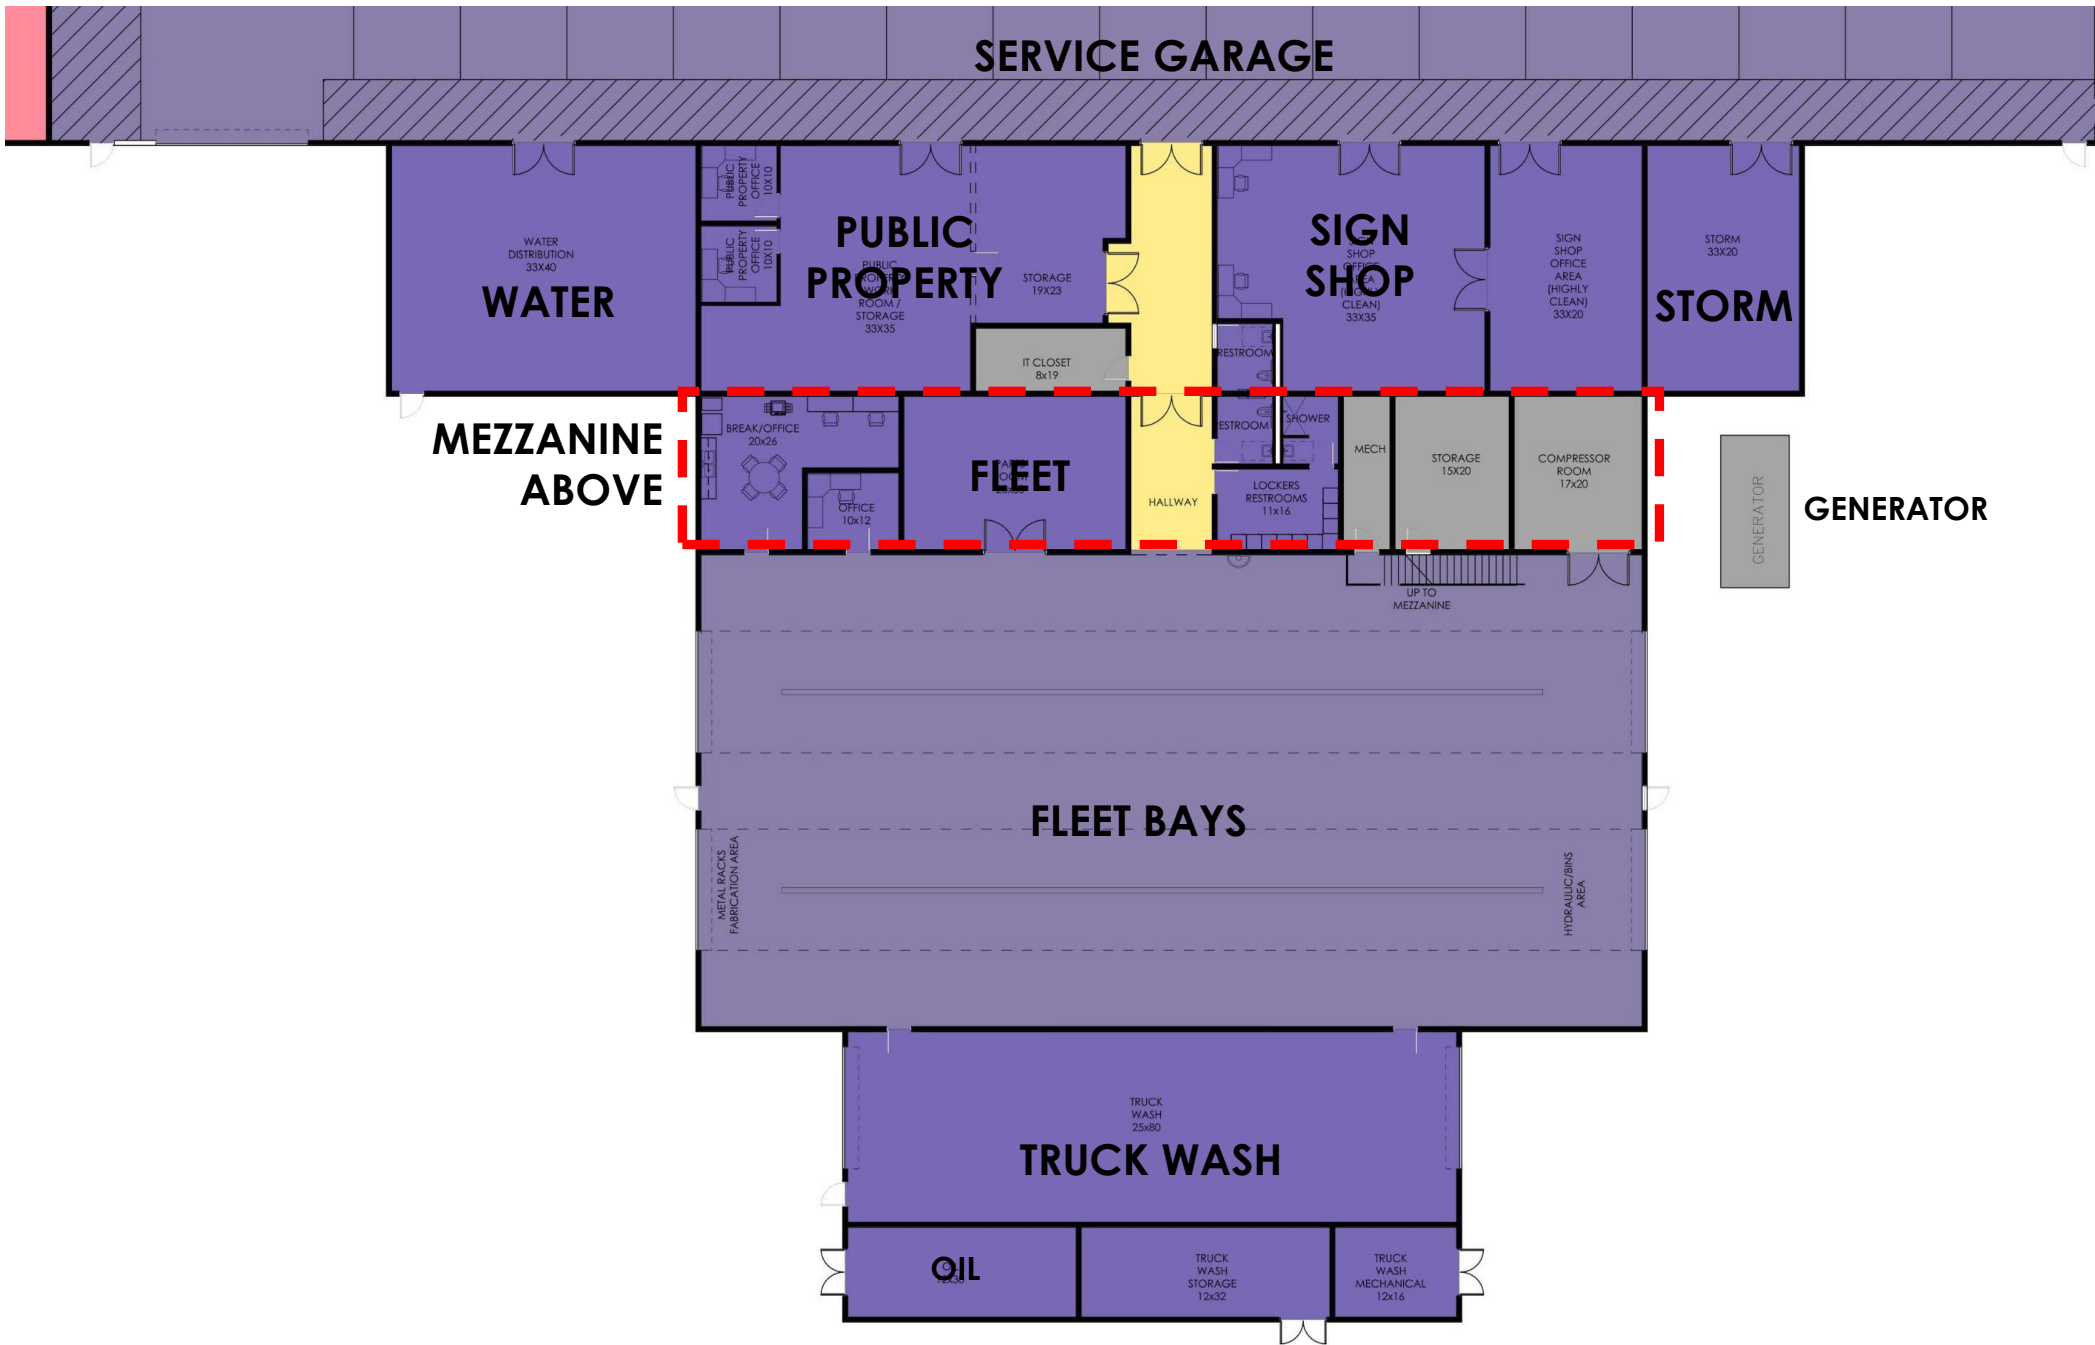 SERVICE GARAGE
WATER
DISTRIBUTION
33X40
WATER
PUBLIC
PROPERTY
OFFICE
10X10
PUBLIC
PROPERTY
OFFICE
10X10
PUBLIC
PROPERTY
PUBLIC
ROOM /
STORAGE
33X35
STORAGE
19X23
IT CLOSET
8x19
SIGN
SHOP
SHOP
CLEAN)
33X35
SIGN
SHOP
OFFICE
AREA
(HIGHLY
CLEAN)
33X20
STORM
33X20
STORM
RESTROOM
RESTROOM
SHOWER
MEZZANINE
ABOVE
BREAK/OFFICE
20x26
OFFICE
10x12
FLEET
HALLWAY
LOCKERS
RESTROOMS
11x16
MECH
STORAGE
15X20
COMPRESSOR
ROOM
17x20
GENERATOR
GENERATOR
UP TO
MEZZANINE
FLEET BAYS
METAL RACKS
FABRICATION AREA
HYDRAULIC/BINS
AREA
TRUCK
WASH
25x80
TRUCK WASH
OIL
TRUCK
WASH
STORAGE
12x32
TRUCK
WASH
MECHANICAL
12x16